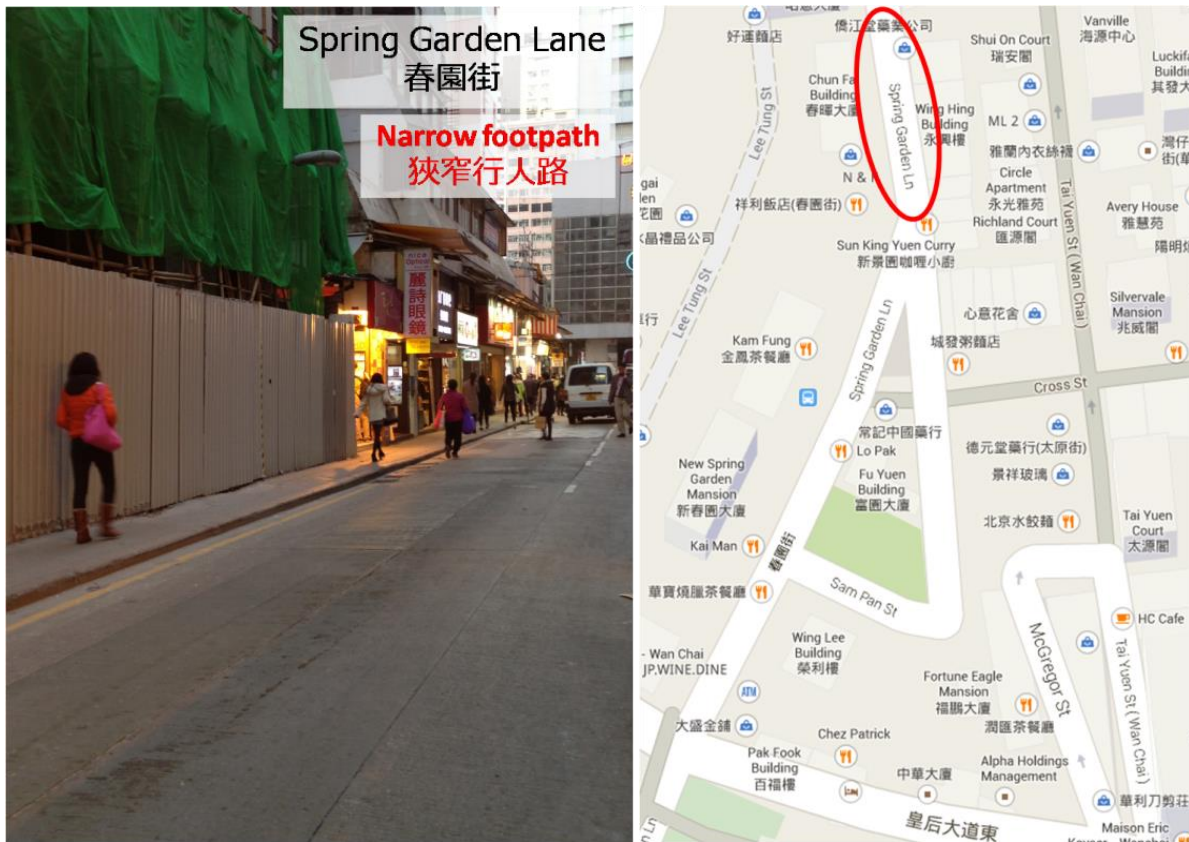 Spring Garden Lane
春園街
Narrow footpath
狹窄行人路
麗詩眼鏡
好運麵店
僑江堂藥業公司
Shui On Court
瑞安閣
Vanville
海源中心
Chun Fa
Building
春暉大廈
Spring Garden Ln
Wing Hing
Building
永興樓
ML 2
雅蘭內衣絲襪
Lee Tung St
N &
祥利飯店(春園街)
Circle
Apartment
永光雅苑
Richland Court
匯源閣
Tai Yuen St (Wan Chai)
Avery House
雅慧苑
Sun King Yuen Curry
新景園咖喱小廚
Lee Tung St
Kam Fung
金鳳茶餐廳
Spring Garden Ln
心意花舍
城發粥麵店
Silvervale
Mansion
兆威閣
Cross St
常記中國藥行
Lo Pak
德元堂藥行(太原街)
景祥玻璃
New Spring
Garden
Mansion
新春園大廈
Fu Yuen
Building
富園大廈
北京水餃麵
Tai Yuen
Court
太源閣
Kai Man
春園街
華寶燒臘茶餐廳
Sam Pan St
HC Cafe
Wing Lee
Building
榮利樓
McGregor St
Tai Yuen St (Wan Chai)
- Wan Chai
JP.WINE.DINE
ATM
Fortune Eagle
Mansion
福鵬大廈
潤匯茶餐廳
大盛金舖
Chez Patrick
Pak Fook
Building
百福樓
中華大廈
Alpha Holdings
Management
華利刀剪莊
皇后大道東
Maison Eric